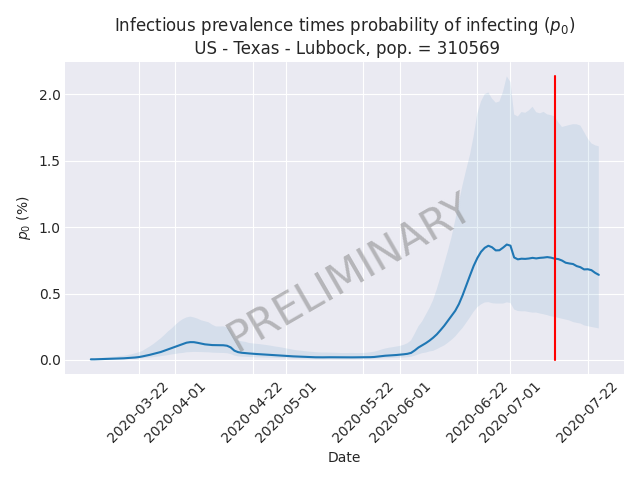 Infectious prevalence times probability of infecting (p₀)
US - Texas - Lubbock, pop. = 310569
2.0
1.5
1.0
0.5
0.0
p₀ (%)
PRELIMINARY
2020-03-22
2020-04-01
2020-04-22
2020-05-01
2020-05-22
2020-06-01
2020-06-22
2020-07-01
2020-07-22
Date